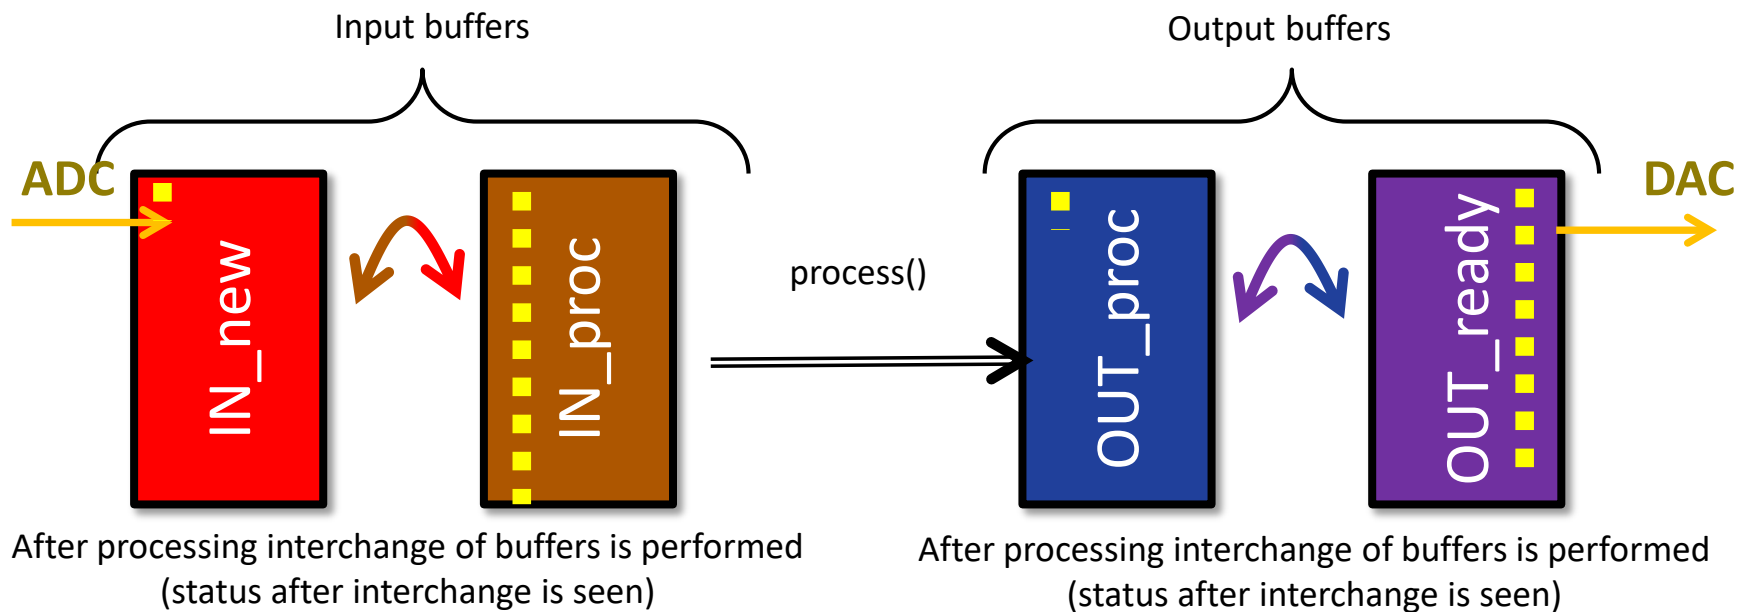 Input buffers
Output buffers
ADC
IN_new
IN_proc
process()
OUT_proc
OUT_ready
DAC
After processing interchange of buffers is performed
(status after interchange is seen)
After processing interchange of buffers is performed
(status after interchange is seen)